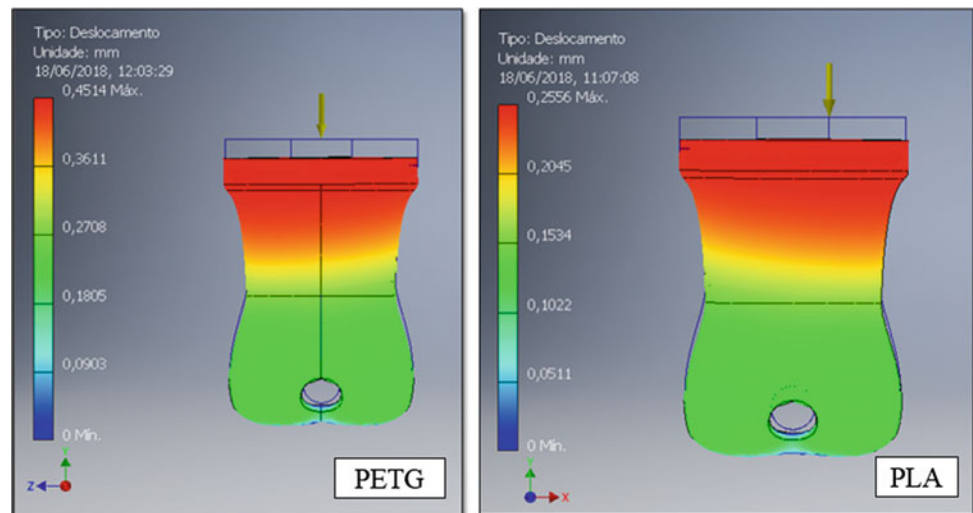 Tipo: Deslocamento
Unidade: mm
18/06/2018, 12:03:29
0,4514 Máx.
0,3611
0,2708
0,1805
0,0903
0 Mín.
Y
Z
PETG
Tipo: Deslocamento
Unidade: mm
18/06/2018, 11:07:08
0,2556 Máx.
0,2045
0,1534
0,1022
0,0511
0 Mín.
Y
X
PLA